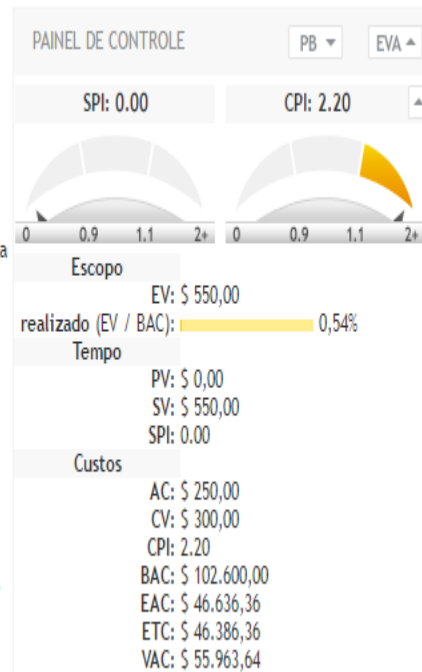 PAINEL DE CONTROLE PB EVA
SPI: 0.00 CPI: 2.20
0 0.9 1.1 2+ 0 0.9 1.1 2+
a
Escopo
EV: $ 550,00
realizado (EV / BAC): 0,54%
Tempo
PV: $ 0,00
SV: $ 550,00
SPI: 0.00
Custos
AC: $ 250,00
CV: $ 300,00
CPI: 2.20
BAC: $ 102.600,00
EAC: $ 46.636,36
ETC: $ 46.386,36
VAC: $ 55.963,64